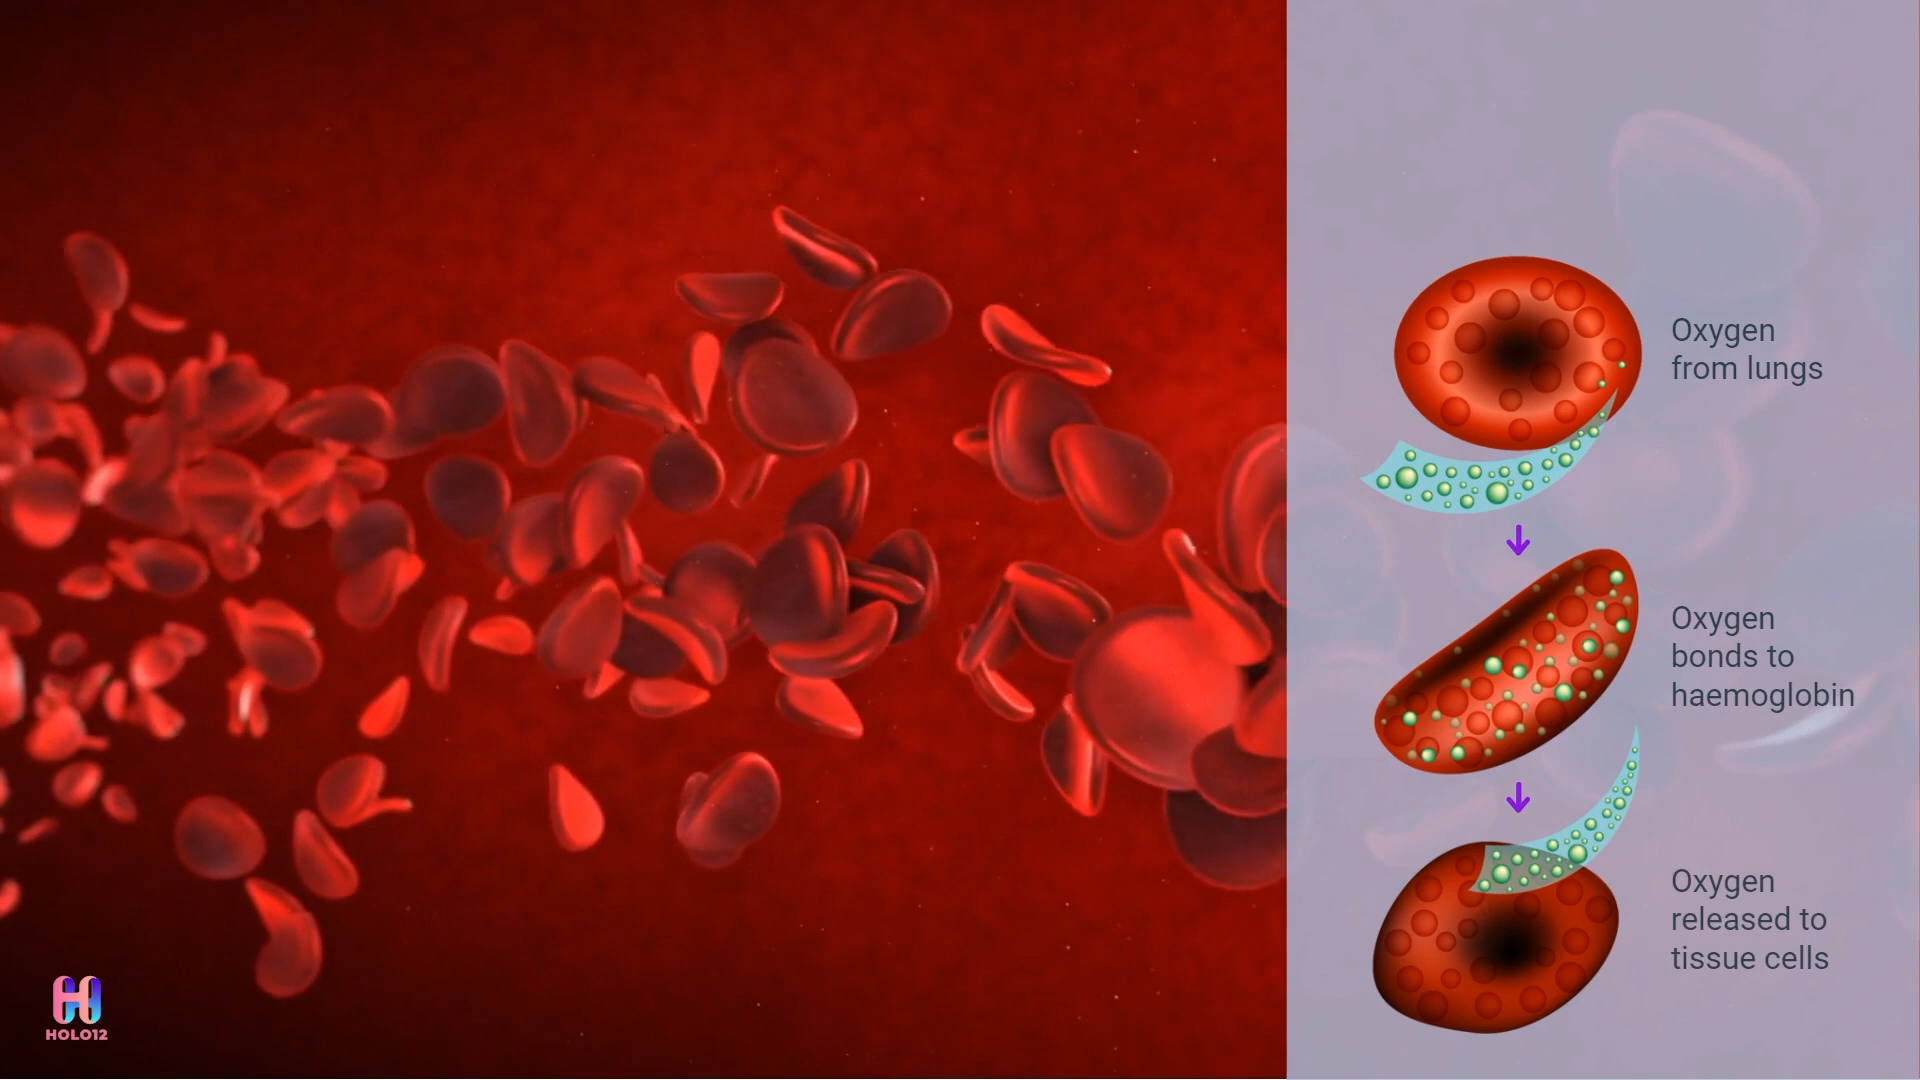 Oxygen
from lungs
Oxygen
bonds to
haemoglobin
Oxygen
released to
tissue cells
HOLO12